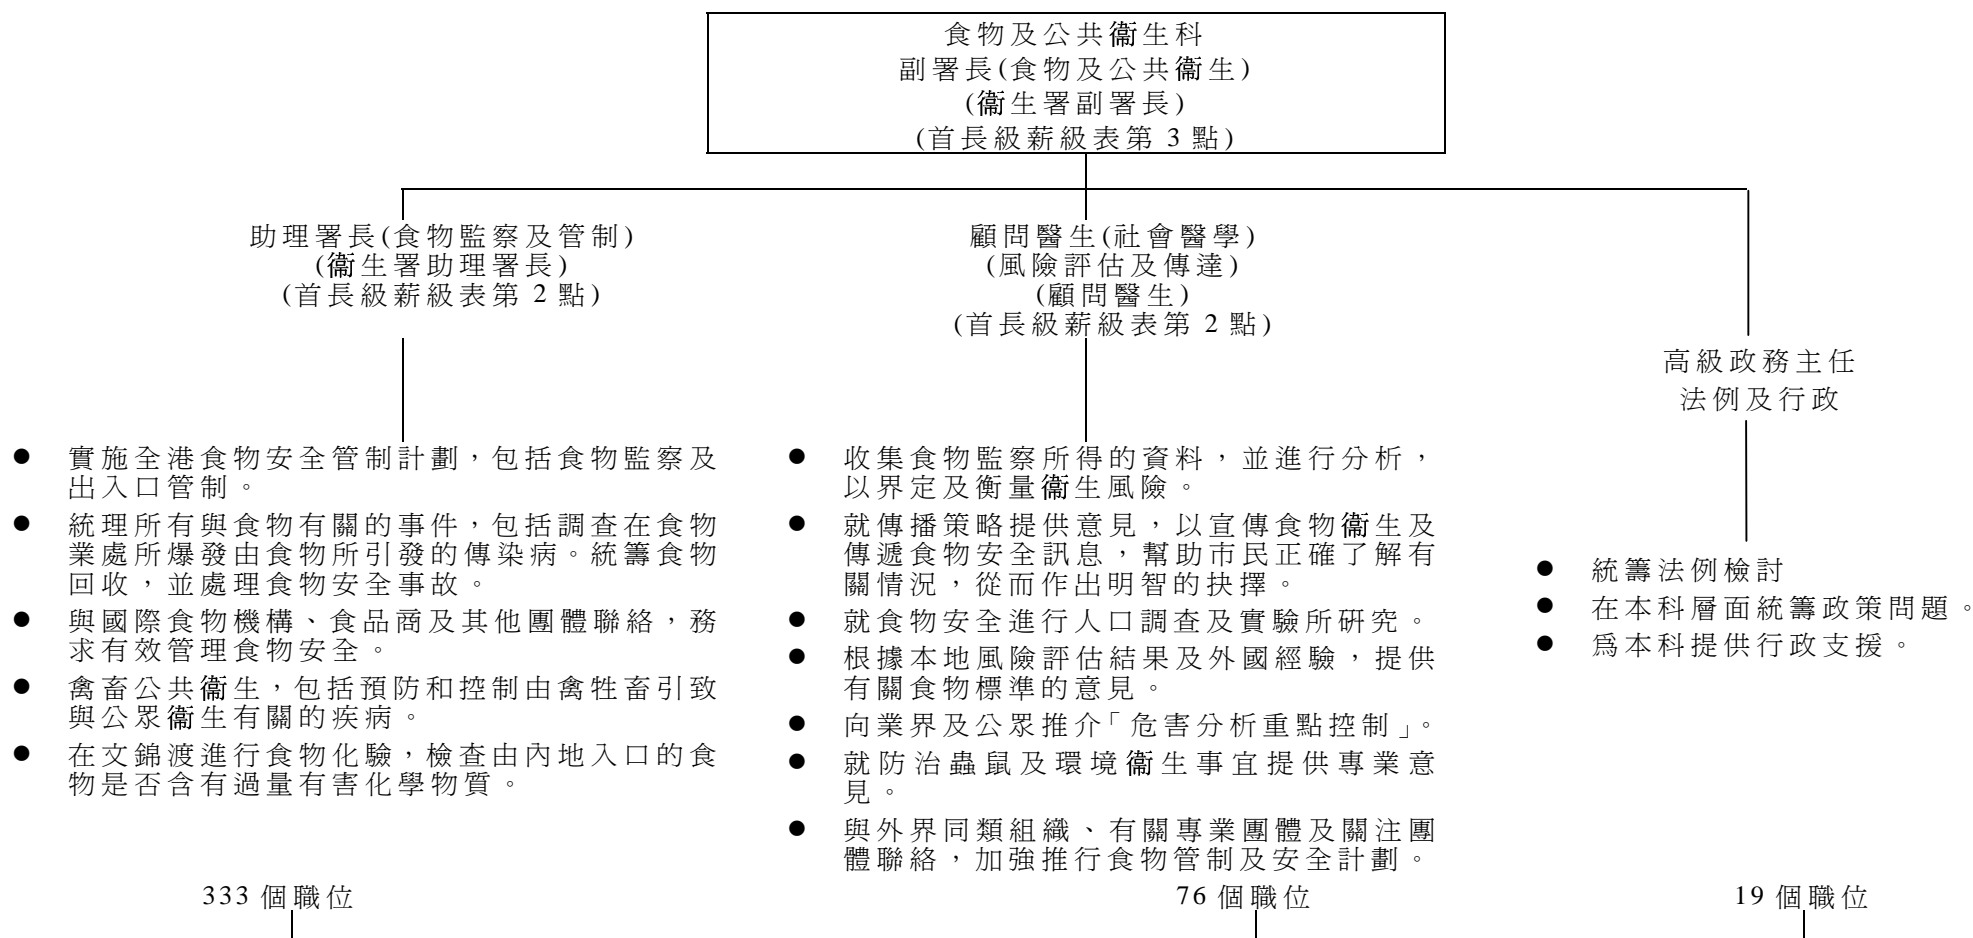 食物及公共衞生科
副署長(食物及公共衞生)
(衞生署副署長)
(首長級薪級表第 3 點)
助理署長(食物監察及管制)
(衞生署助理署長)
(首長級薪級表第 2 點)
● 實施全港食物安全管制計劃，包括食物監察及
出入口管制。
● 統理所有與食物有關的事件，包括調查在食物
業處所爆發由食物所引發的傳染病。統籌食物
回收，並處理食物安全事故。
● 與國際食物機構、食品商及其他團體聯絡，務
求有效管理食物安全。
● 禽畜公共衞生，包括預防和控制由禽牲畜引致
與公眾衞生有關的疾病。
● 在文錦渡進行食物化驗，檢查由內地入口的食
物是否含有過量有害化學物質。
333 個職位
顧問醫生(社會醫學)
(風險評估及傳達)
(顧問醫生)
(首長級薪級表第 2 點)
● 收集食物監察所得的資料，並進行分析，
以界定及衡量衞生風險。
● 就傳播策略提供意見，以宣傳食物衞生及
傳遞食物安全訊息，幫助市民正確了解有
關情況，從而作出明智的抉擇。
● 就食物安全進行人口調查及實驗所研究。
● 根據本地風險評估結果及外國經驗，提供
有關食物標準的意見。
● 向業界及公眾推介「危害分析重點控制」。
● 就防治蟲鼠及環境衞生事宜提供專業意
見。
● 與外界同類組織、有關專業團體及關注團
體聯絡，加強推行食物管制及安全計劃。
76 個職位
高級政務主任
法例及行政
● 統籌法例檢討
● 在本科層面統籌政策問題。
● 爲本科提供行政支援。
19 個職位